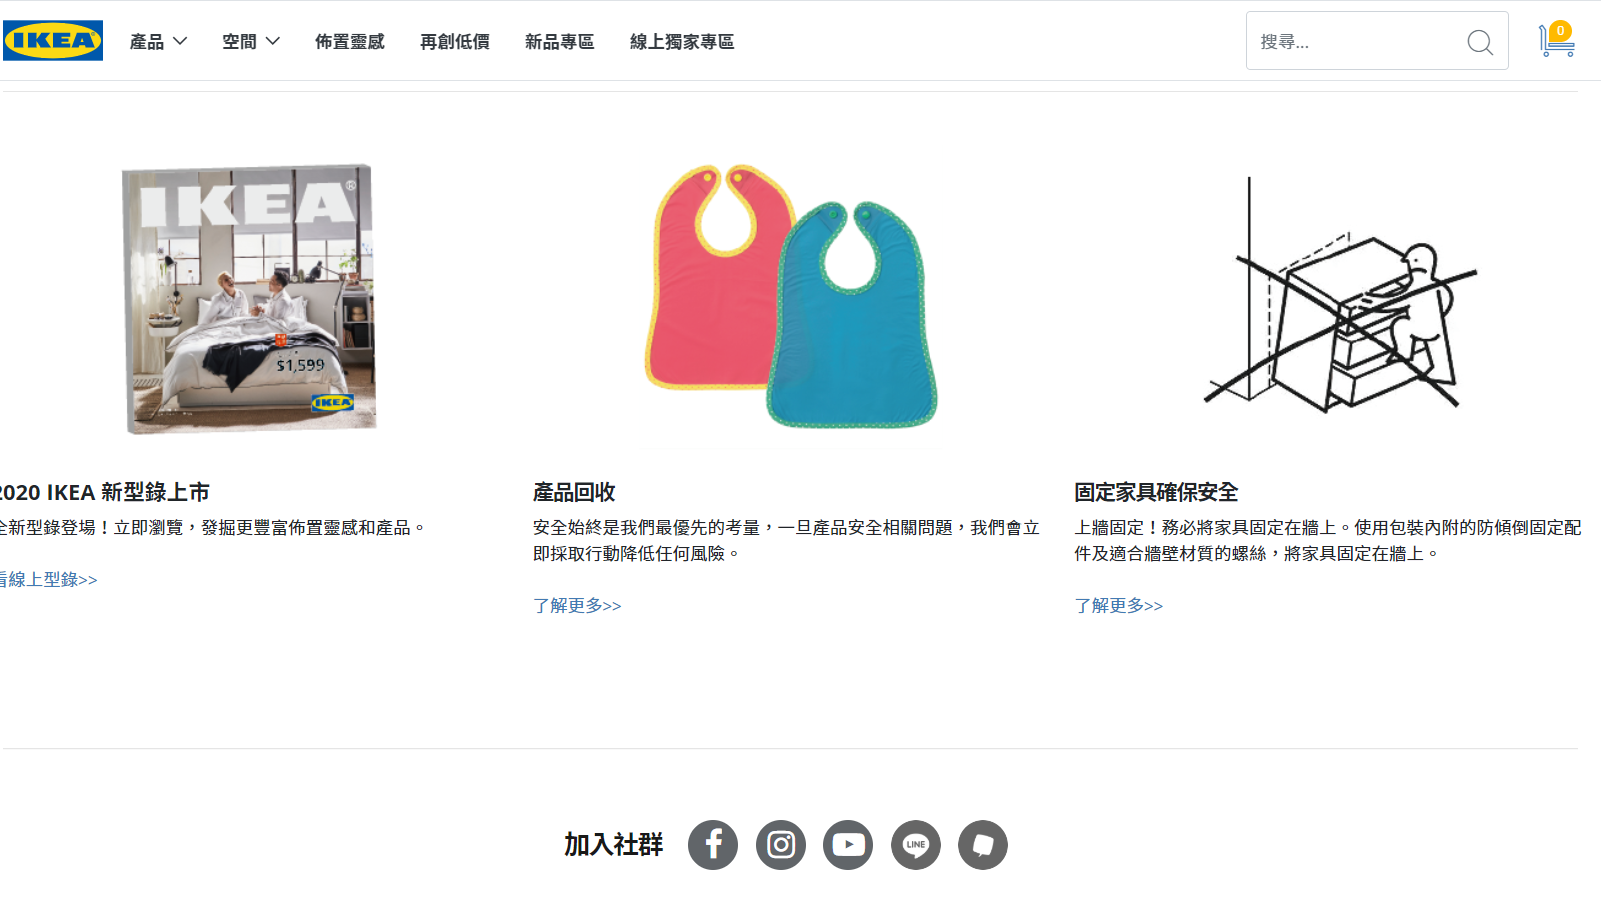 IKEA
產品
空間
佈置靈感
再創低價
新品專區
線上獨家專區
搜尋...
0
IKEA
$1,599
IKEA
2020 IKEA 新型錄上市
全新型錄登場！立即瀏覽，發掘更豐富佈置靈感和產品。
看線上型錄>>
產品回收
安全始終是我們最優先的考量，一旦產品安全相關問題，我們會立
即採取行動降低任何風險。
了解更多>>
固定家具確保安全
上牆固定！務必將家具固定在牆上。使用包裝內附的防傾倒固定配
件及適合牆壁材質的螺絲，將家具固定在牆上。
了解更多>>
加入社群
LINE